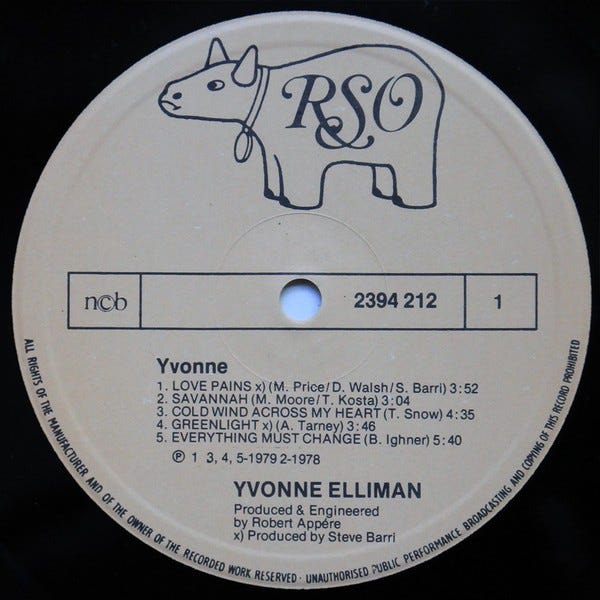 RSO
ncb
2394 212
1
Yvonne
1. LOVE PAINS x) (M. Price/D. Walsh/S. Barri) 3:52
2. SAVANNAH (M. Moore/T. Kosta) 3:04
3. COLD WIND ACROSS MY HEART (T. Snow) 4:35
4. GREENLIGHT x) (A. Tarney) 3:46
5. EVERYTHING MUST CHANGE (B. Ighner) 5:40
℗ 1 3, 4, 5-1979 2-1978
YVONNE ELLIMAN
Produced & Engineered
by Robert Appére
x) Produced by Steve Barri
ALL RIGHTS OF THE MANUFACTURER AND OF THE OWNER OF THE RECORDED WORK RESERVED · UNAUTHORISED PUBLIC PERFORMANCE BROADCASTING AND COPYING OF THIS RECORD PROHIBITED